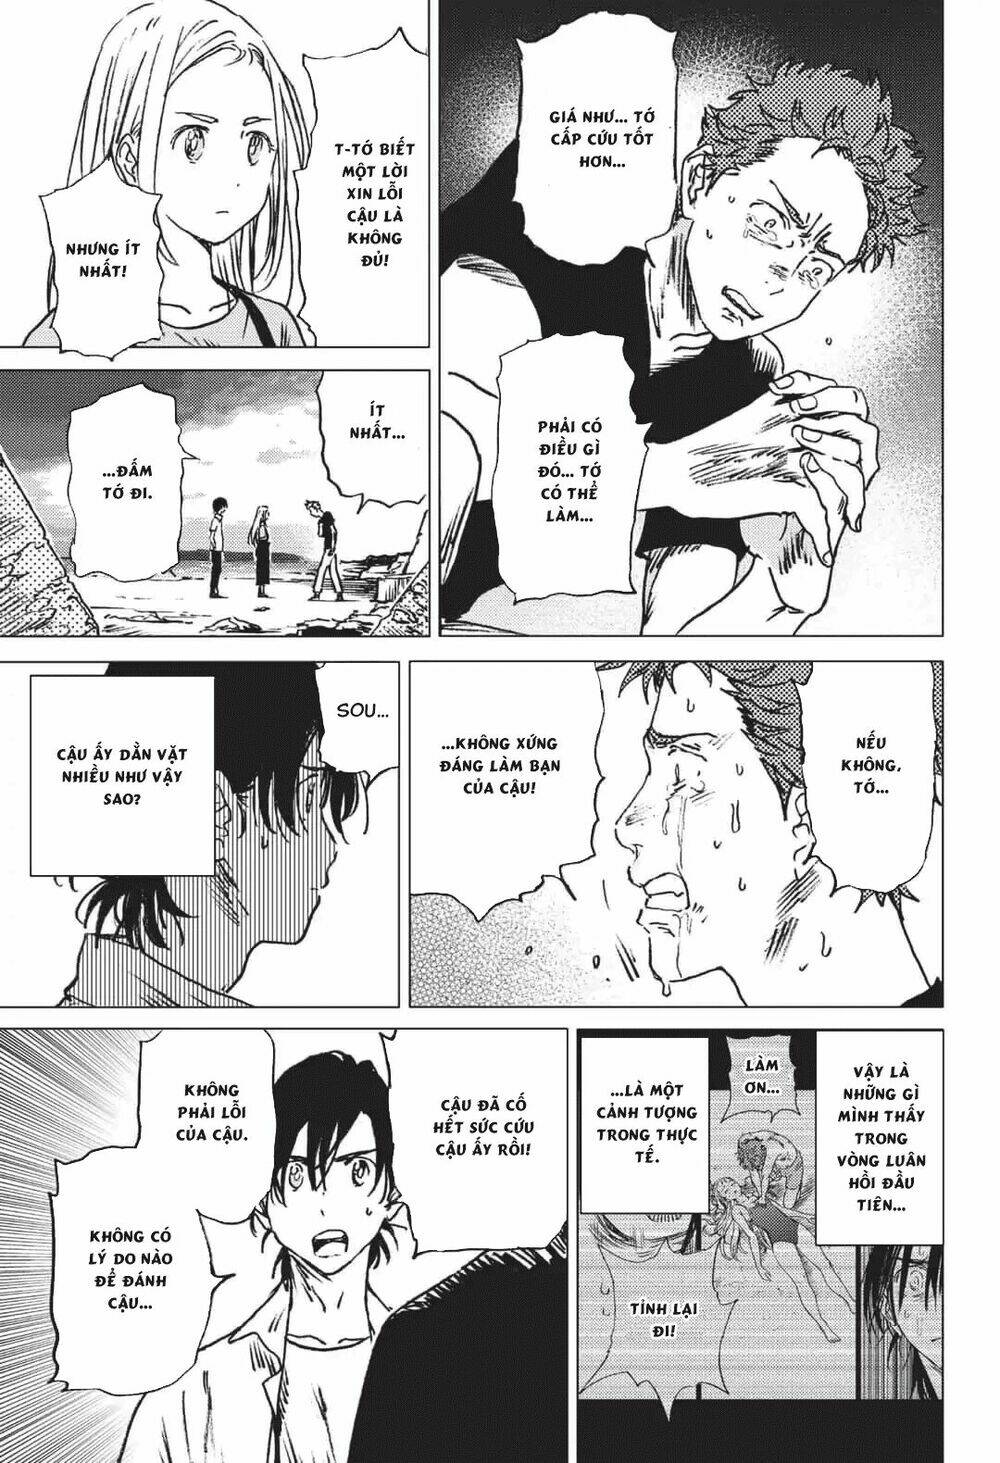 GIÁ NHƯ... TỚ
CẤP CỨU TỐT
HƠN...
PHẢI CÓ
ĐIỀU GÌ
ĐÓ... TỚ
CÓ THỂ
LÀM...
T-TỚ BIẾT
MỘT LỜI
XIN LỖI
CẬU LÀ
KHÔNG
ĐỦ!
NHƯNG ÍT
NHẤT!
ÍT
NHẤT...
...ĐẤM
TỚ ĐI.
NẾU
KHÔNG,
TỚ...
...KHÔNG XỨNG
ĐÁNG LÀM BẠN
CỦA CẬU!
SOU...
CẬU ẤY DẰN VẶT
NHIỀU NHƯ VẬY
SAO?
VẬY LÀ
NHỮNG GÌ
MÌNH THẤY
TRONG
VÒNG LUÂN
HỒI ĐẦU
TIÊN...
LÀM
ƠN...
...LÀ MỘT
CẢNH TƯỢNG
TRONG THỰC
TẾ.
TỈNH LẠI
ĐI!
CẬU ĐÃ CỐ
HẾT SỨC CỨU
CẬU ẤY RỒI!
KHÔNG
PHẢI LỖI
CỦA CẬU.
KHÔNG CÓ
LÝ DO NÀO
ĐỂ ĐÁNH
CẬU...